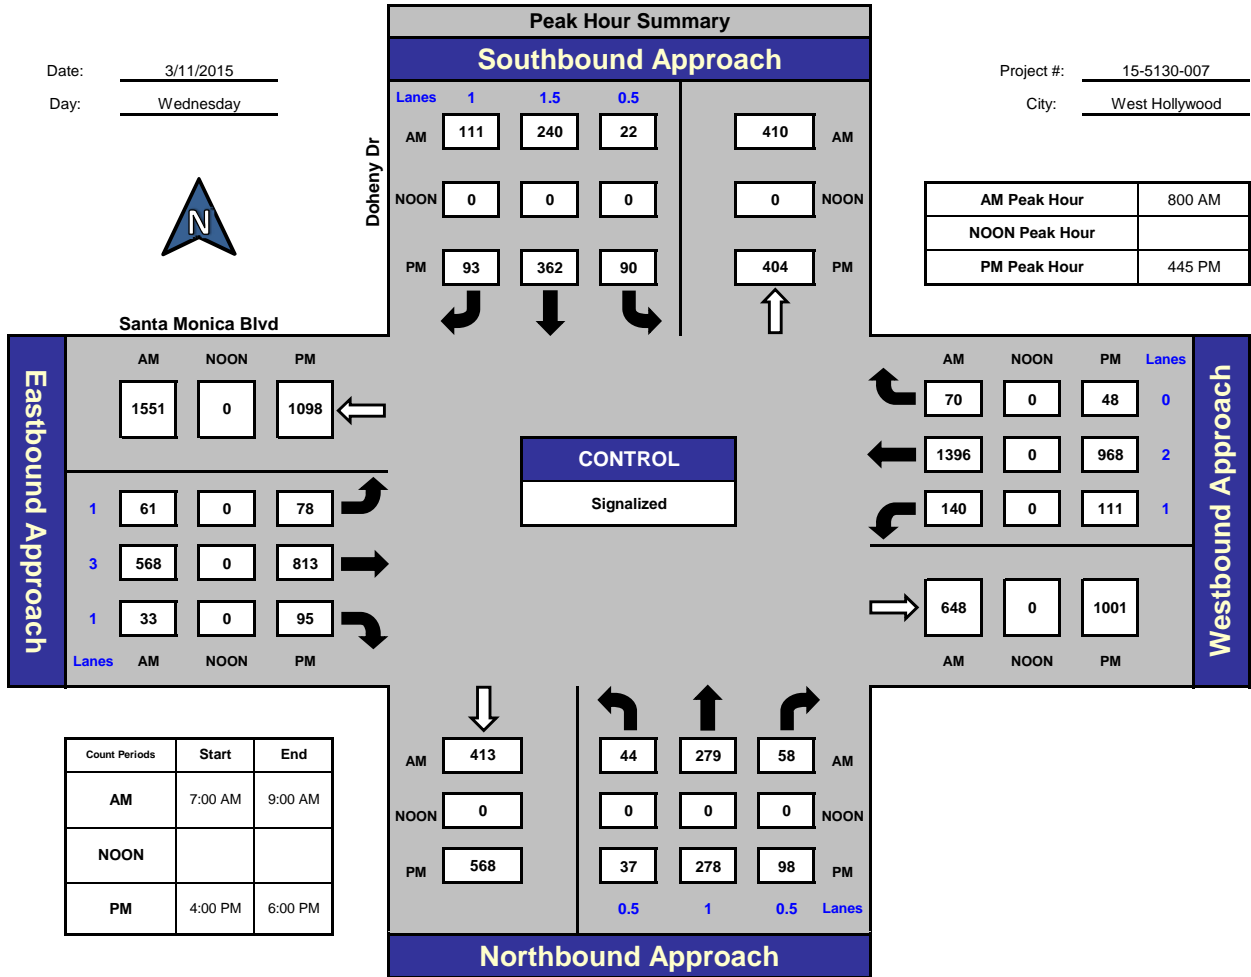 Peak Hour Summary
Southbound Approach
Date: 3/11/2015
Day: Wednesday
Project #: 15-5130-007
City: West Hollywood
N
Doheny Dr
Lanes 1 1.5 0.5
AM 111 240 22 410 AM
NOON 0 0 0 0 NOON
PM 93 362 90 404 PM
AM Peak Hour 800 AM
NOON Peak Hour
PM Peak Hour 445 PM
Santa Monica Blvd
Eastbound Approach
AM NOON PM
1551 0 1098
1 61 0 78
3 568 0 813
1 33 0 95
Lanes AM NOON PM
CONTROL
Signalized
AM NOON PM Lanes
70 0 48 0
1396 0 968 2
140 0 111 1
648 0 1001
AM NOON PM
Westbound Approach
Count Periods Start End
AM 7:00 AM 9:00 AM
NOON
PM 4:00 PM 6:00 PM
AM 413 44 279 58 AM
NOON 0 0 0 0 NOON
PM 568 37 278 98 PM
0.5 1 0.5 Lanes
Northbound Approach